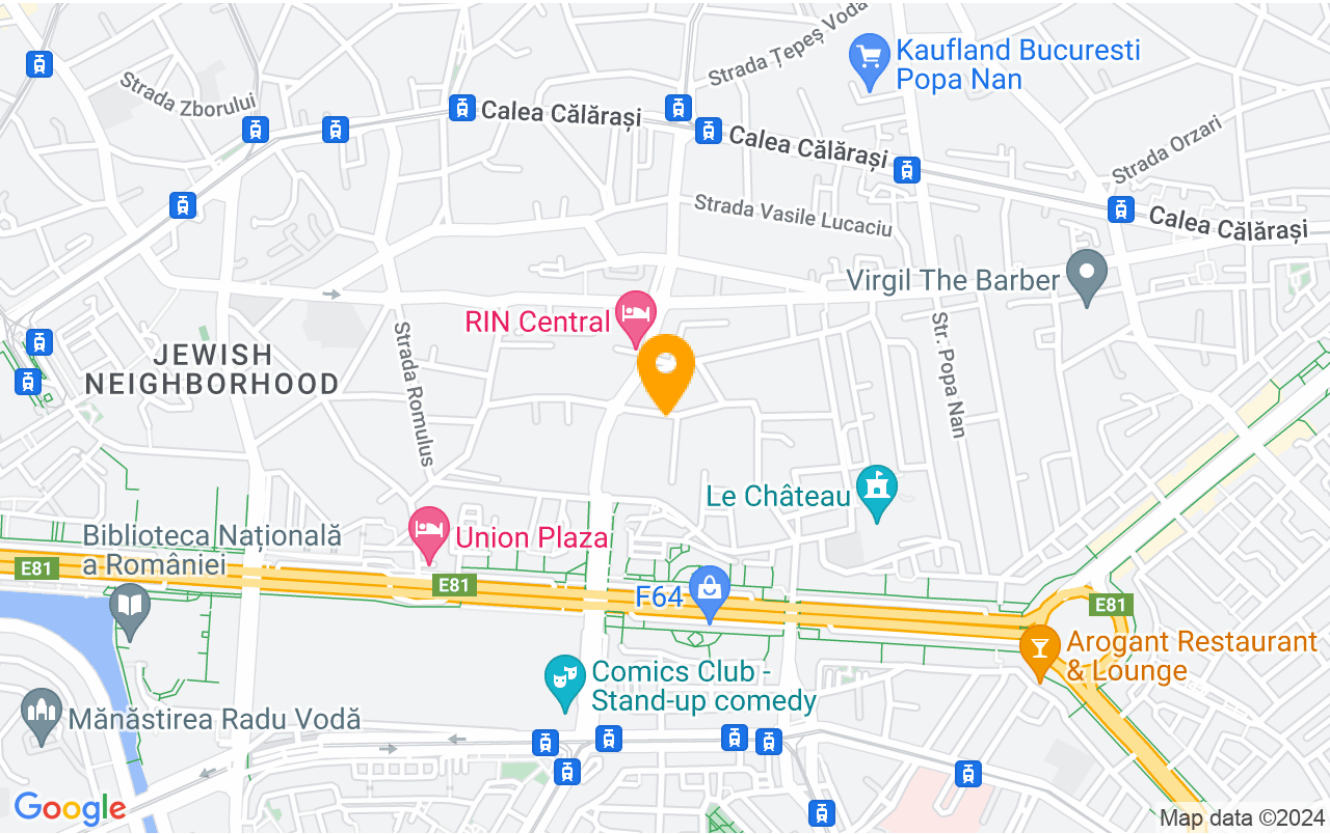 Strada Țepeș Vodă
Kaufland Bucuresti
Popa Nan
Strada Zborului
Calea Călărași
Calea Călărași
Strada Orzari
Strada Vasile Lucaciu
Calea Călărași
Virgil The Barber
RIN Central
JEWISH
NEIGHBORHOOD
Strada Romulus
Str. Popa Nan
Le Château
Biblioteca Națională
a României
Union Plaza
E81
E81
F64
E81
Arogant Restaurant
& Lounge
Comics Club -
Stand-up comedy
Mănăstirea Radu Vodă
Google
Map data ©2024